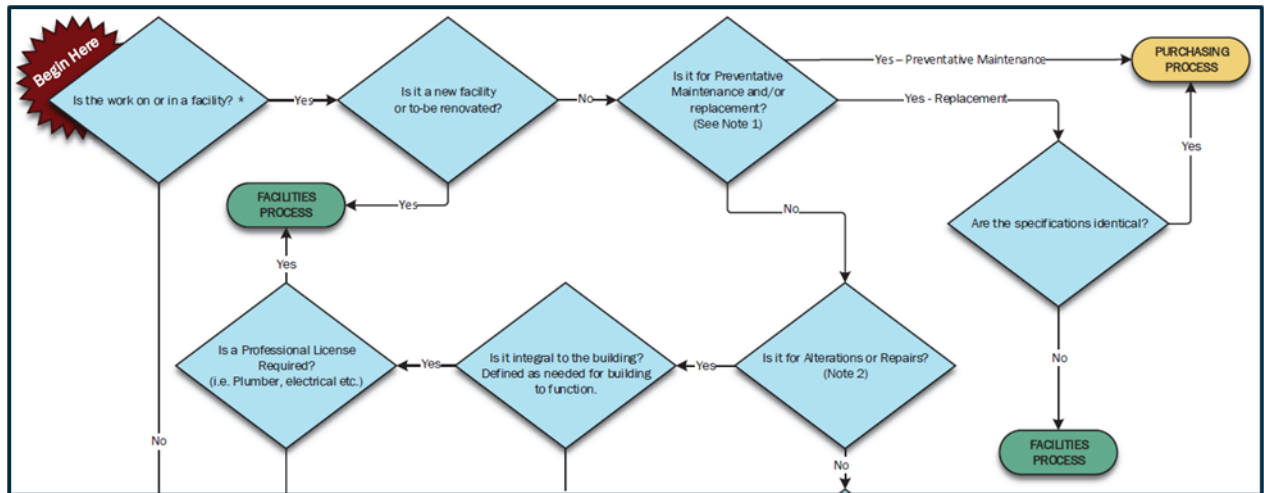 Begin Here
Is the work on or in a facility? *
Yes
Is it a new facility
or to-be renovated?
No
Is it for Preventative
Maintenance and/or
replacement?
(See Note 1)
Yes – Preventative Maintenance
PURCHASING
PROCESS
Yes - Replacement
Yes
Are the specifications identical?
FACILITIES
PROCESS
Yes
No
Yes
Is a Professional License
Required?
(i.e. Plumber, electrical etc.)
Yes
Is it integral to the building?
Defined as needed for building
to function.
Yes
Is it for Alterations or Repairs?
(Note 2)
No
No
No
FACILITIES
PROCESS